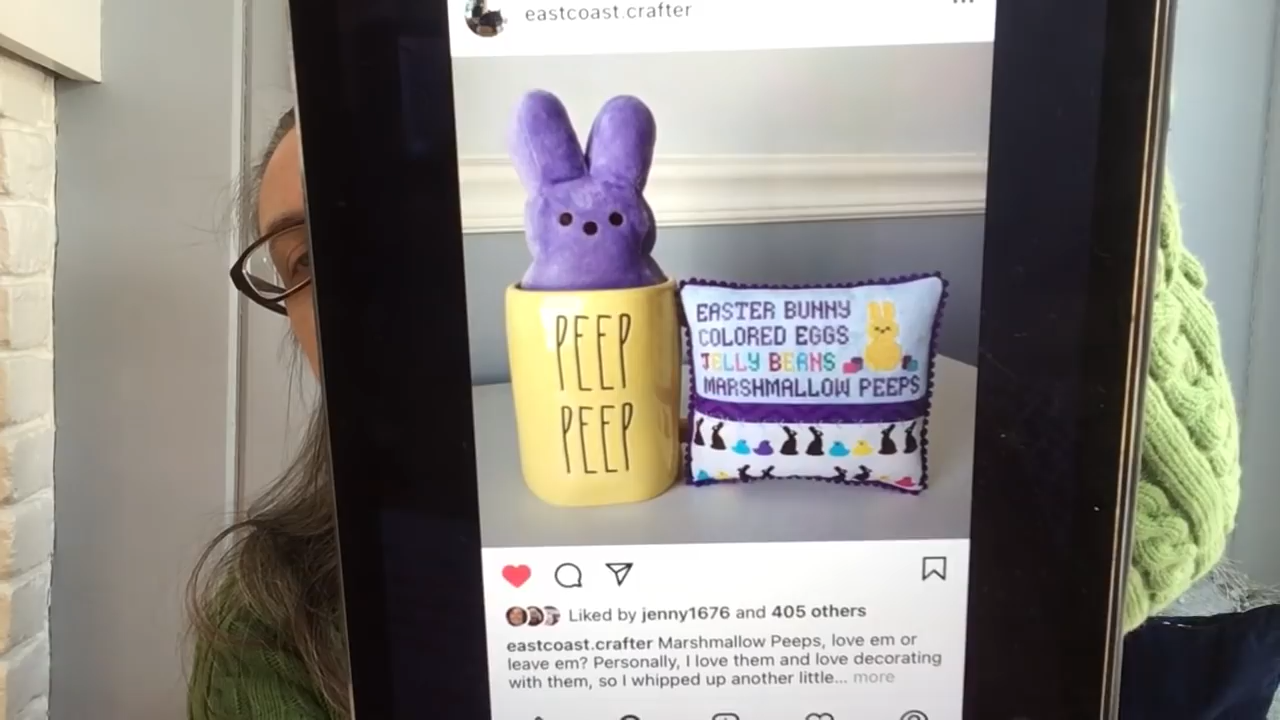 eastcoast.crafter
PEEP
PEEP
EASTER BUNNY
COLORED EGGS
JELLY BEANS
MARSHMALLOW PEEPS
Liked by jenny1676 and 405 others
eastcoast.crafter Marshmallow Peeps, love em or
leave em? Personally, I love them and love decorating
with them, so I whipped up another little... more